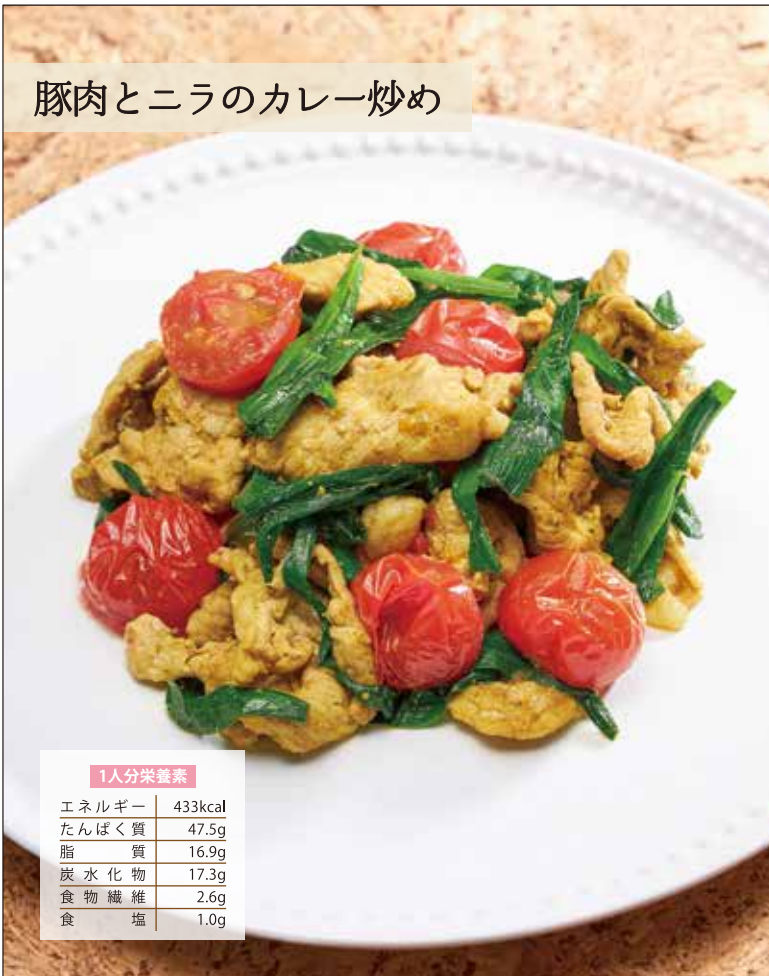 豚肉とニラのカレー炒め
1人分栄養素
エネルギー 433kcal
たんぱく質 47.5g
脂質 16.9g
炭水化物 17.3g
食物繊維 2.6g
食塩 1.0g